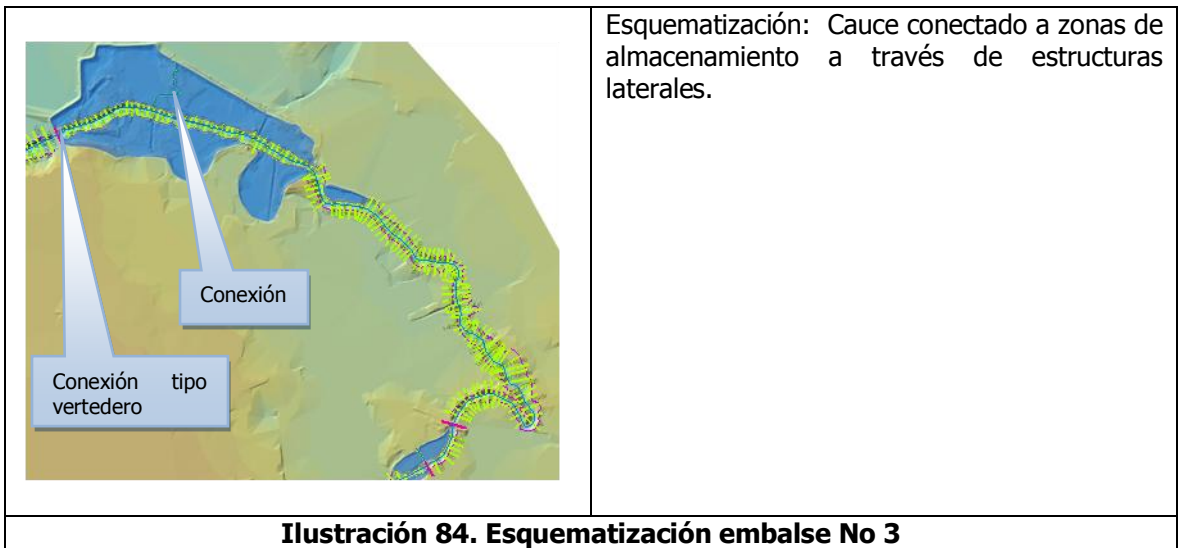 Esquematización: Cauce conectado a zonas de
almacenamiento a través de estructuras
laterales.
Conexión
Conexión tipo
vertedero
Ilustración 84. Esquematización embalse No 3